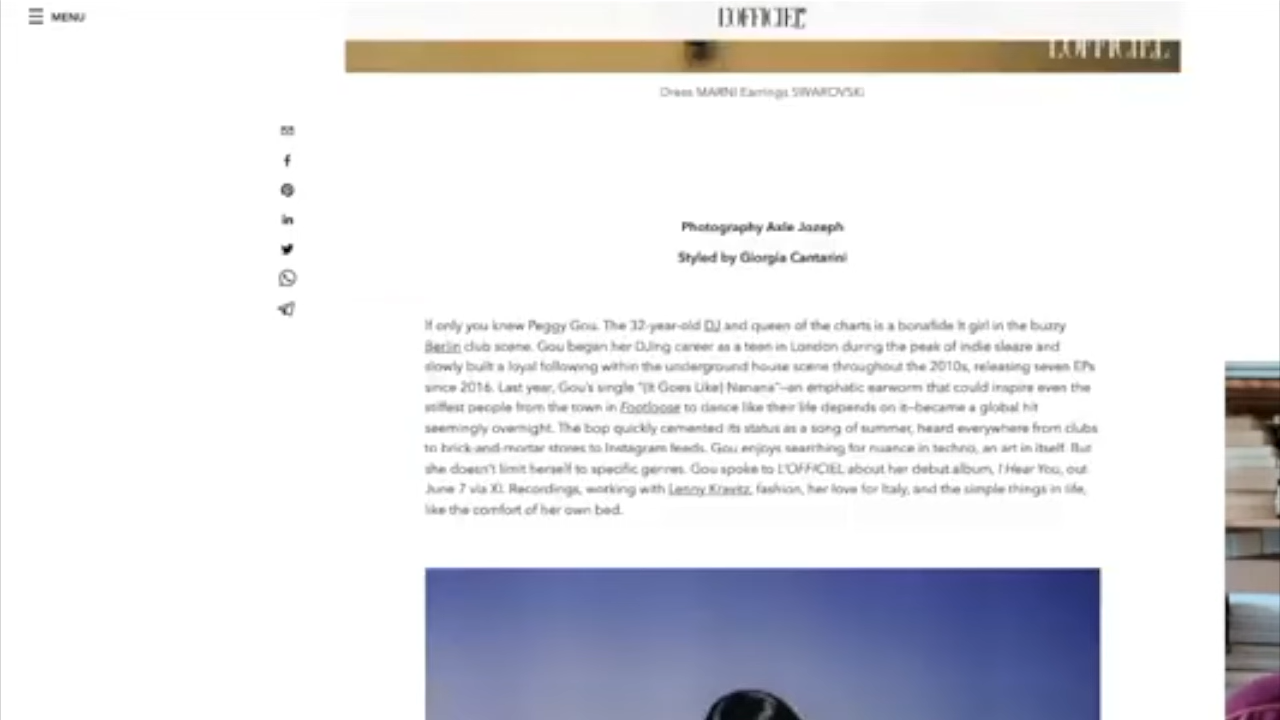 MENU
L'OFFICIEL
L'OFFICIEL
Dress MARNI Earrings SWAROVSKI
Photography Axle Jozeph
Styled by Giorgia Cantarini
If only you knew Peggy Gou. The 32-year-old DJ and queen of the charts is a bonafide It girl in the buzzy
Berlin club scene. Gou began her DJing career as a teen in London during the peak of indie sleaze and
slowly built a loyal following within the underground house scene throughout the 2010s, releasing seven EPs
since 2016. Last year, Gou's single "(It Goes Like) Nanana"—an emphatic earworm that could inspire even the
stiffest people from the town in Footloose to dance like their life depends on it—became a global hit
seemingly overnight. The bop quickly cemented its status as a song of summer, heard everywhere from clubs
to brick-and-mortar stores to Instagram feeds. Gou enjoys searching for nuance in techno, an art in itself. But
she doesn't limit herself to specific genres. Gou spoke to L'OFFICIEL about her debut album, I Hear You, out
June 7 via XL Recordings, working with Lenny Kravitz, fashion, her love for Italy, and the simple things in life,
like the comfort of her own bed.